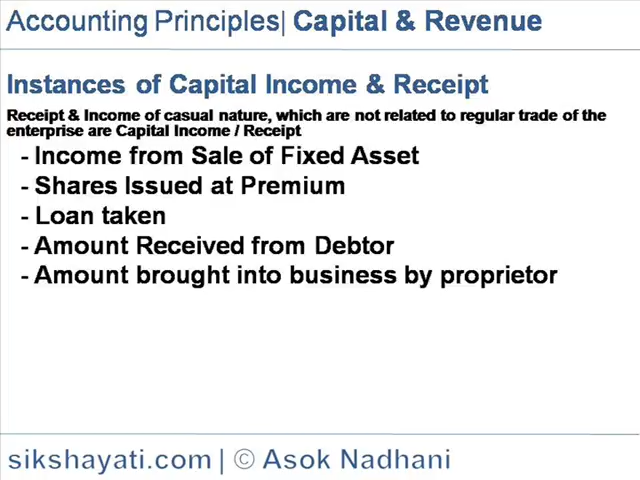 Accounting Principles| Capital & Revenue
Instances of Capital Income & Receipt
Receipt & Income of casual nature, which are not related to regular trade of the
enterprise are Capital Income / Receipt
- Income from Sale of Fixed Asset
- Shares Issued at Premium
- Loan taken
- Amount Received from Debtor
- Amount brought into business by proprietor
sikshayati.com | © Asok Nadhani